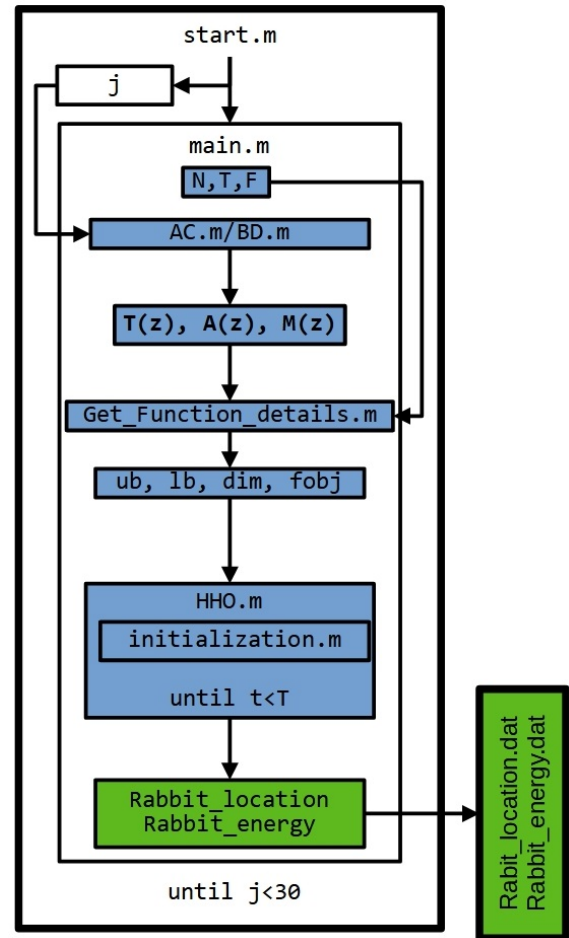 start.m
j
main.m
N,T,F
AC.m/BD.m
T(z), A(z), M(z)
Get_Function_details.m
ub, lb, dim, fobj
HHO.m
initialization.m
until t<T
Rabbit_location
Rabbit_energy
until j<30
Rabit_location.dat
Rabbit_energy.dat